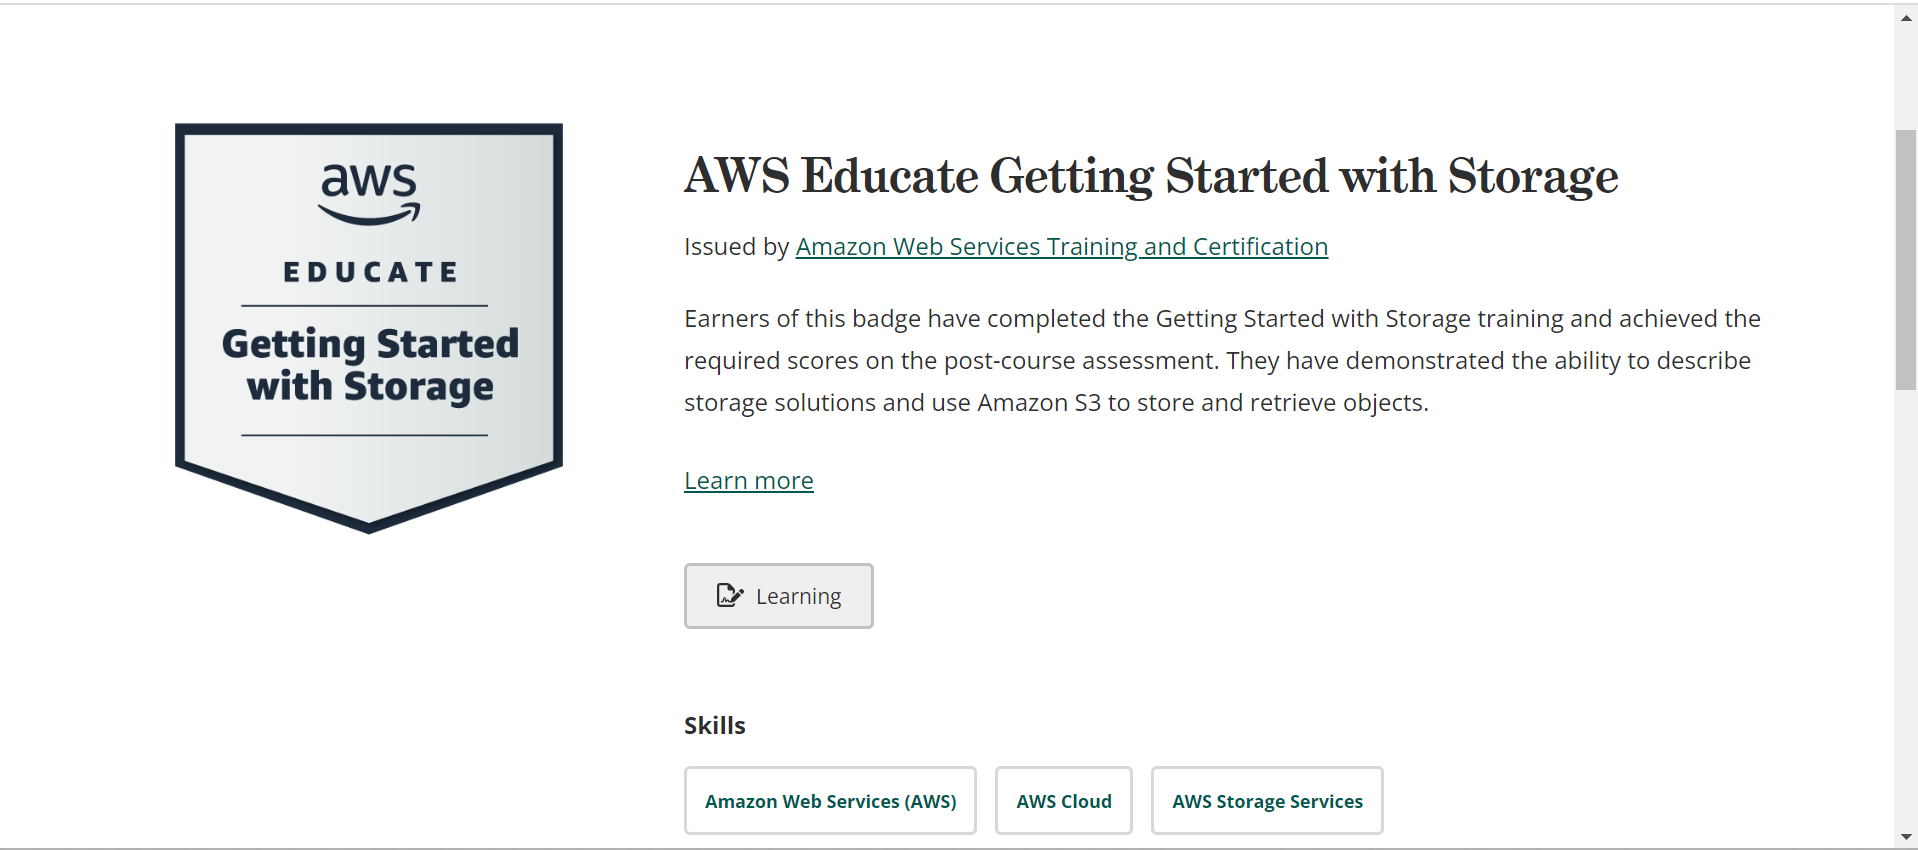 aws
EDUCATE
Getting Started
with Storage
AWS Educate Getting Started with Storage
Issued by Amazon Web Services Training and Certification
Earners of this badge have completed the Getting Started with Storage training and achieved the
required scores on the post-course assessment. They have demonstrated the ability to describe
storage solutions and use Amazon S3 to store and retrieve objects.
Learn more
Learning
Skills
Amazon Web Services (AWS)
AWS Cloud
AWS Storage Services